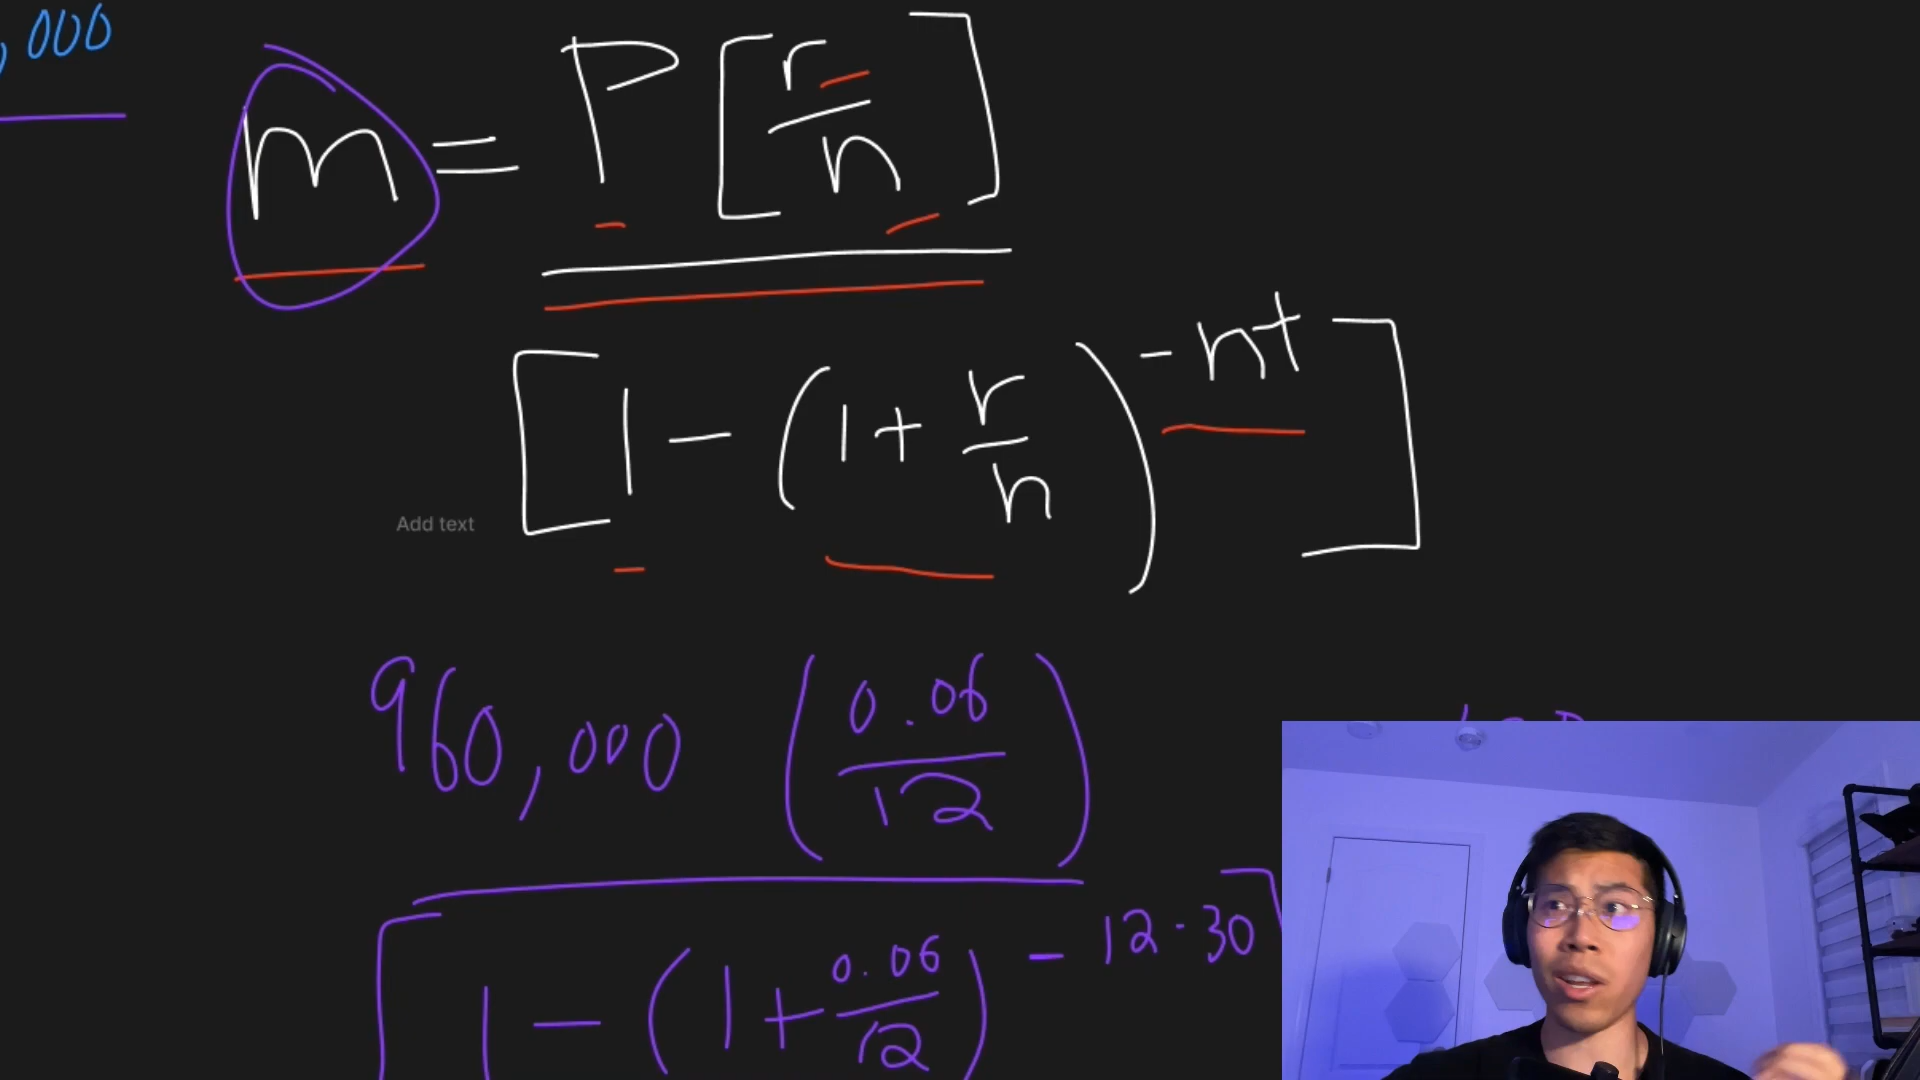 ,000
m = P [r/n]
[1 - (1 + r/n)^-nt]
Add text
960,000 (0.06/12)
[1 - (1 + 0.06/12)^-12·30]